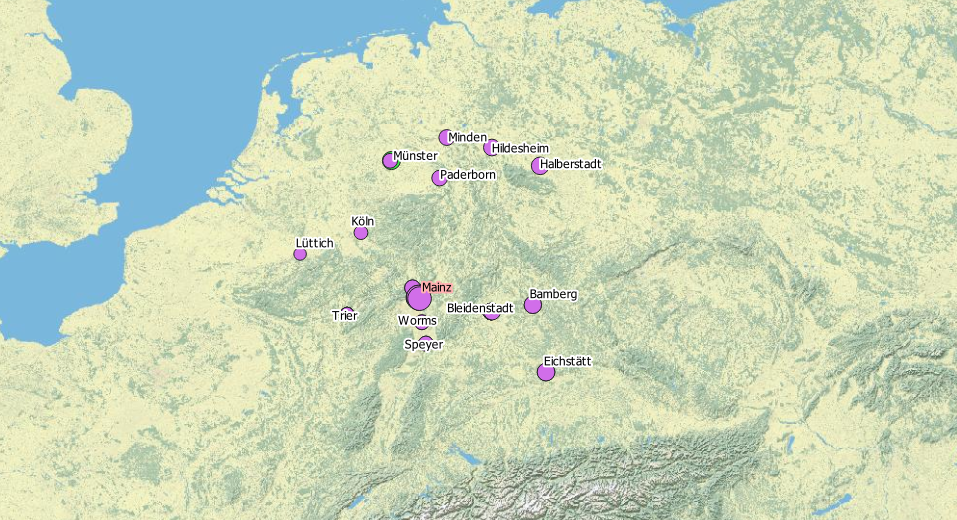 Minden
Hildesheim
Münster
Halberstadt
Paderborn
Köln
Lüttich
Mainz
Bamberg
Bleidenstadt
Trier
Worms
Speyer
Eichstätt